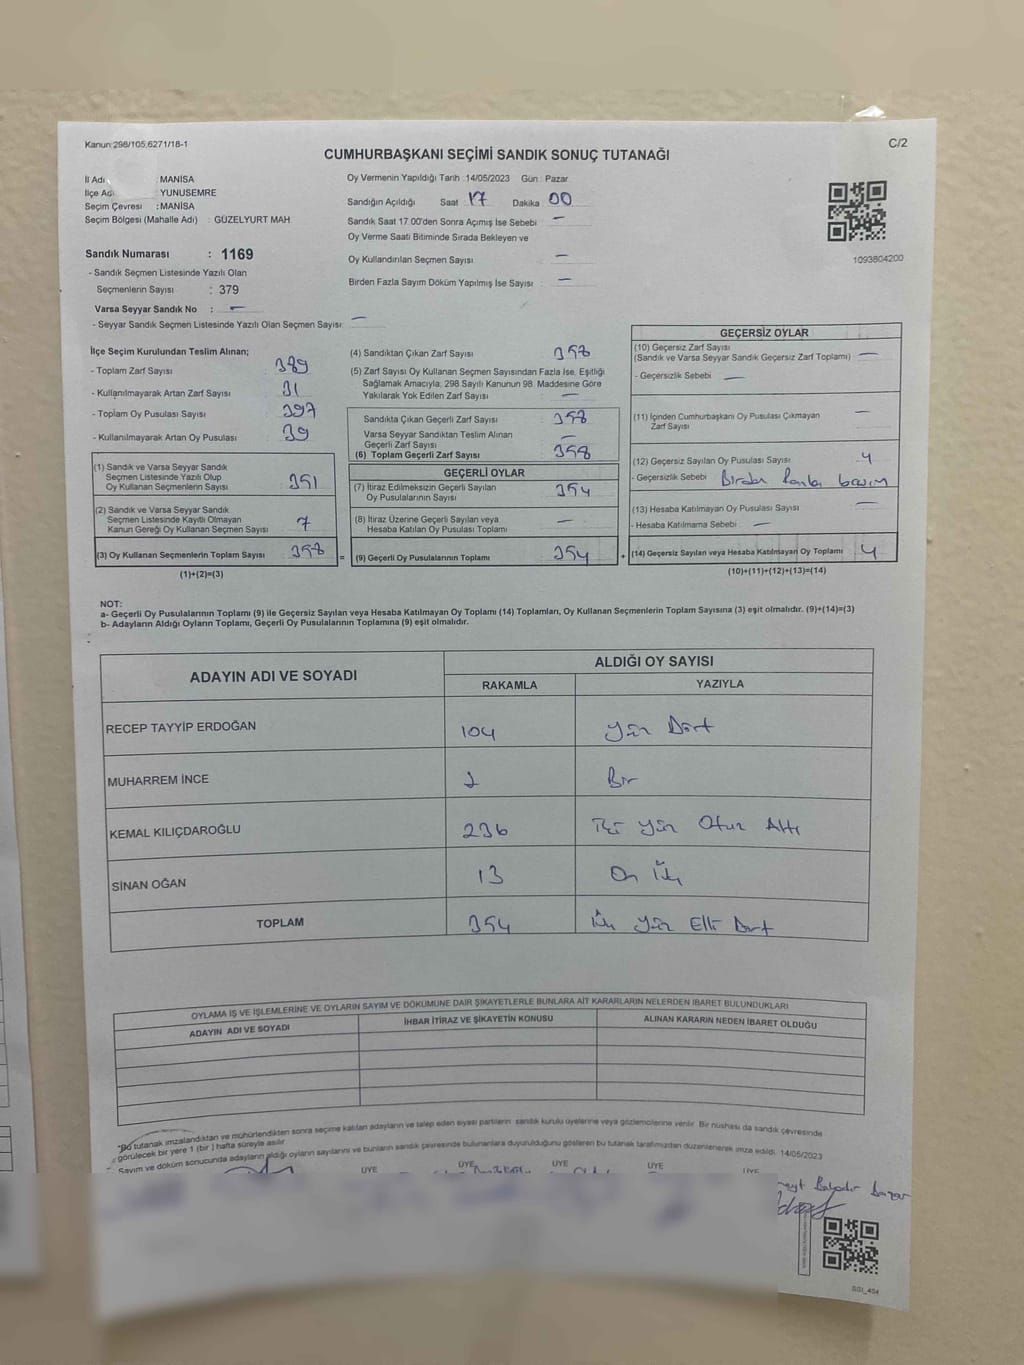 Kanun:298/105.6271/18-1
C/2
CUMHURBAŞKANI SEÇİMİ SANDIK SONUÇ TUTANAĞI
İl Adı : MANİSA
İlçe Adı : YUNUSEMRE
Seçim Çevresi : MANİSA
Seçim Bölgesi (Mahalle Adı) : GÜZELYURT MAH
Sandık Numarası : 1169
- Sandık Seçmen Listesinde Yazılı Olan
Seçmenlerin Sayısı : 379
Varsa Seyyar Sandık No : —
- Seyyar Sandık Seçmen Listesinde Yazılı Olan Seçmen Sayısı: —
Oy Vermenin Yapıldığı Tarih :14/05/2023 Gün : Pazar
Sandığın Açıldığı Saat 17 Dakika 00
Sandık Saat 17.00'den Sonra Açımış İse Sebebi —
Oy Verme Saati Bitiminde Sırada Bekleyen ve
Oy Kullandırılan Seçmen Sayısı —
Birden Fazla Sayım Döküm Yapılmış İse Sayısı : —
1093804200
İlçe Seçim Kurulundan Teslim Alınan;
- Toplam Zarf Sayısı : 389
- Kullanılmayarak Artan Zarf Sayısı : 31
- Toplam Oy Pusulası Sayısı : 397
- Kullanılmayarak Artan Oy Pusulası : 39
(1) Sandık ve Varsa Seyyar Sandık
Seçmen Listesinde Yazılı Olup
Oy Kullanan Seçmenlerin Sayısı 351
(2) Sandık ve Varsa Seyyar Sandık
Seçmen Listesinde Kayıtlı Olmayan
Kanun Gereği Oy Kullanan Seçmen Sayısı 7
(3) Oy Kullanan Seçmenlerin Toplam Sayısı 358 =
(1)+(2)=(3)
(4) Sandıktan Çıkan Zarf Sayısı 358
(5) Zarf Sayısı Oy Kullanan Seçmen Sayısından Fazla İse, Eşitliği
Sağlamak Amacıyla, 298 Sayılı Kanunun 98. Maddesine Göre
Yakılarak Yok Edilen Zarf Sayısı —
Sandıkta Çıkan Geçerli Zarf Sayısı 358
Varsa Seyyar Sandıktan Teslim Alınan
Geçerli Zarf Sayısı —
(6) Toplam Geçerli Zarf Sayısı 358
GEÇERLİ OYLAR
(7) İtiraz Edilmeksizin Geçerli Sayılan
Oy Pusulalarının Sayısı 354
(8) İtiraz Üzerine Geçerli Sayılan veya
Hesaba Katılan Oy Pusulası Toplamı —
(9) Geçerli Oy Pusulalarının Toplamı 354 +
GEÇERSİZ OYLAR
(10) Geçersiz Zarf Sayısı
(Sandık ve Varsa Seyyar Sandık Geçersiz Zarf Toplamı) —
- Geçersizlik Sebebi —
(11) İçinden Cumhurbaşkanı Oy Pusulası Çıkmayan
Zarf Sayısı —
(12) Geçersiz Sayılan Oy Pusulası Sayısı 4
- Geçersizlik Sebebi Birden Fazla basım
(13) Hesaba Katılmayan Oy Pusulası Sayısı —
- Hesaba Katılmama Sebebi —
(14) Geçersiz Sayılan veya Hesaba Katılmayan Oy Toplamı 4
(10)+(11)+(12)+(13)=(14)
NOT:
a- Geçerli Oy Pusulalarının Toplamı (9) ile Geçersiz Sayılan veya Hesaba Katılmayan Oy Toplamı (14) Toplamları, Oy Kullanan Seçmenlerin Toplam Sayısına (3) eşit olmalıdır. (9)+(14)=(3)
b- Adayların Aldığı Oyların Toplamı, Geçerli Oy Pusulalarının Toplamına (9) eşit olmalıdır.
ADAYIN ADI VE SOYADI
ALDIĞI OY SAYISI
RAKAMLA YAZIYLA
RECEP TAYYİP ERDOĞAN 104 Yüz Dört
MUHARREM İNCE 1 Bir
KEMAL KILIÇDAROĞLU 236 İki Yüz Otuz Altı
SİNAN OĞAN 13 On Üç
TOPLAM 354 Üç Yüz Elli Dört
OYLAMA İŞ VE İŞLEMLERİNE VE OYLARIN SAYIM VE DÖKÜMÜNE DAİR ŞİKAYETLERLE BUNLARA AİT KARARLARIN NELERDEN İBARET BULUNDUKLARI
ADAYIN ADI VE SOYADI İHBAR İTİRAZ VE ŞİKAYETİN KONUSU ALINAN KARARIN NEDEN İBARET OLDUĞU
*Bu tutanak imzalandıktan ve mühürlendikten sonra seçime katılan adayların ve talep eden siyasi partilerin sandık kurulu üyelerine veya gözlemcilerine verilir. Bir nushası da sandık çevresinde
görülecek bir yere 1 (bir) hafta süreyle asılır
* Sayım ve döküm sonucunda adayların aldığı oyların sayılarını ve bunların sandık çevresinde bulunanlara duyurulduğunu gösteren bu tutanak tarafımızdan düzenlenerek imza edildi. 14/05/2023
ÜYE ÜYE ÜYE ÜYE ÜYE
SSI_454